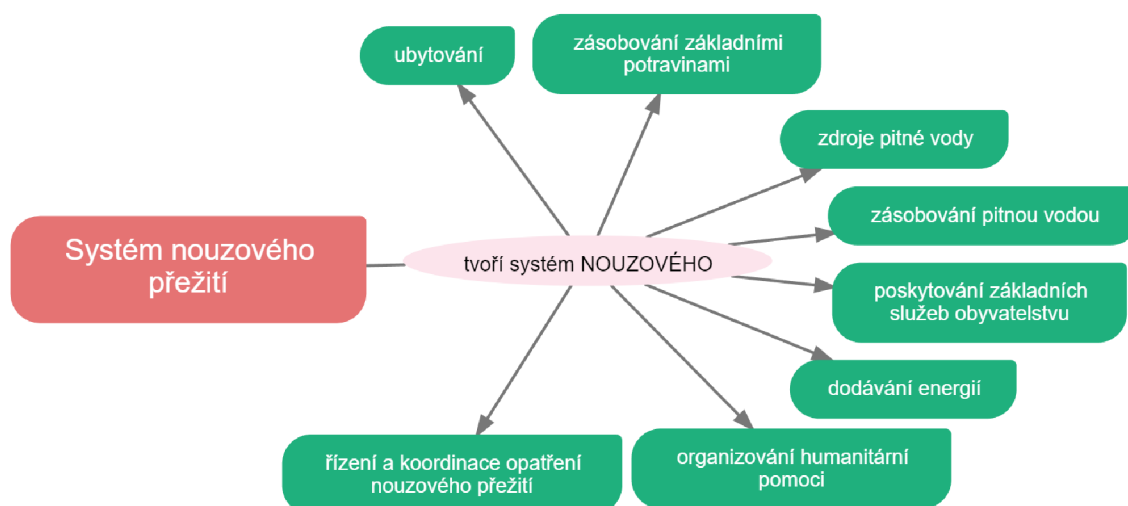 ubytování
zásobování základními
potravinami
zdroje pitné vody
Systém nouzového
přežití
tvoří systém NOUZOVÉHO
zásobování pitnou vodou
poskytování základních
služeb obyvatelstvu
dodávání energií
řízení a koordinace opatření
nouzového přežití
organizování humanitární
pomoci